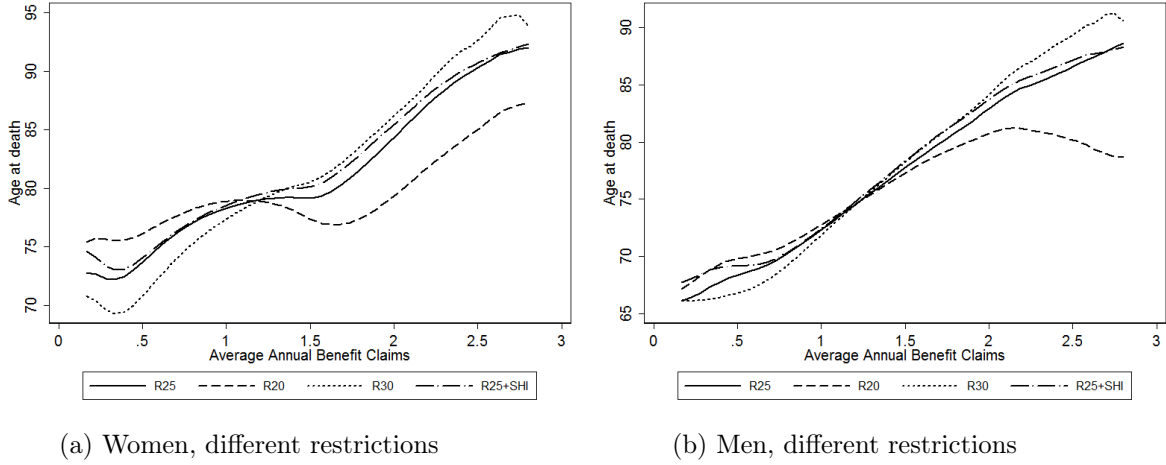 95
90
85
80
75
70
Age at death
0 .5 1 1.5 2 2.5 3
Average Annual Benefit Claims
R25 R20 R30 R25+SHI
(a) Women, different restrictions
90
85
80
75
70
65
Age at death
0 .5 1 1.5 2 2.5 3
Average Annual Benefit Claims
R25 R20 R30 R25+SHI
(b) Men, different restrictions